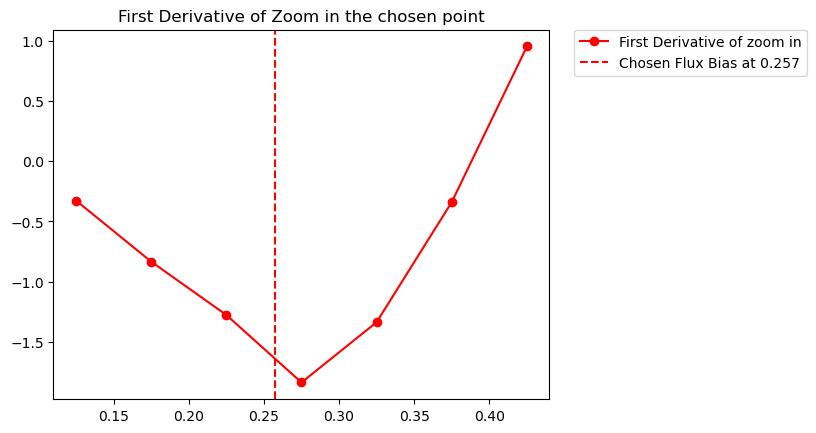 First Derivative of Zoom in the chosen point
First Derivative of zoom in
Chosen Flux Bias at 0.257
1.0
0.5
0.0
−0.5
−1.0
−1.5
0.15 0.20 0.25 0.30 0.35 0.40